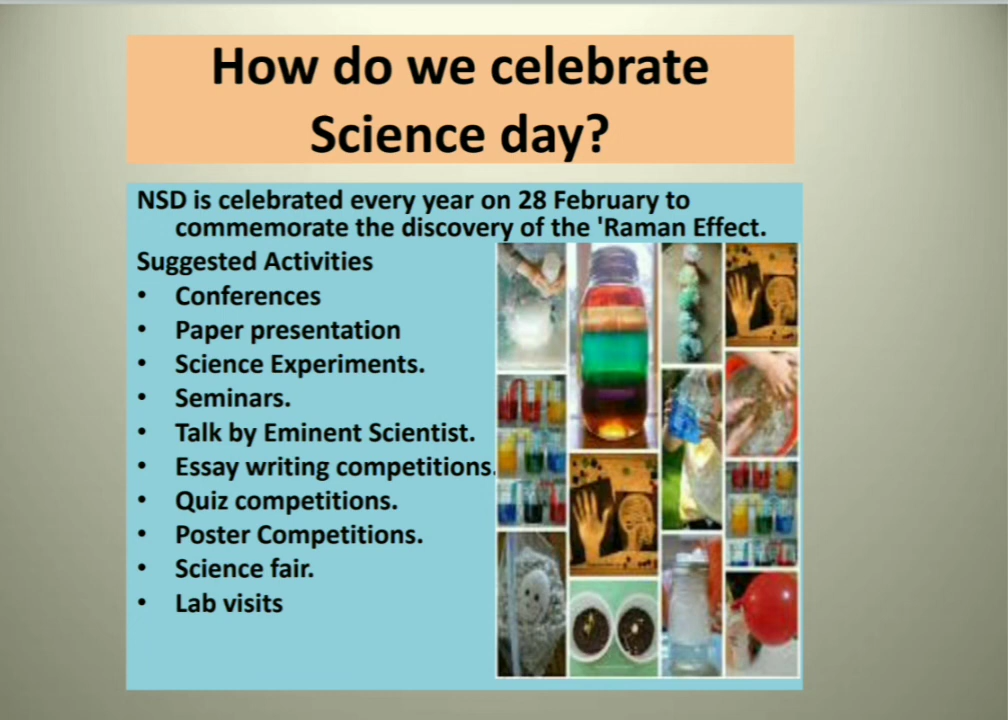 How do we celebrate
Science day?
NSD is celebrated every year on 28 February to
commemorate the discovery of the 'Raman Effect.
Suggested Activities
• Conferences
• Paper presentation
• Science Experiments.
• Seminars.
• Talk by Eminent Scientist.
• Essay writing competitions.
• Quiz competitions.
• Poster Competitions.
• Science fair.
• Lab visits